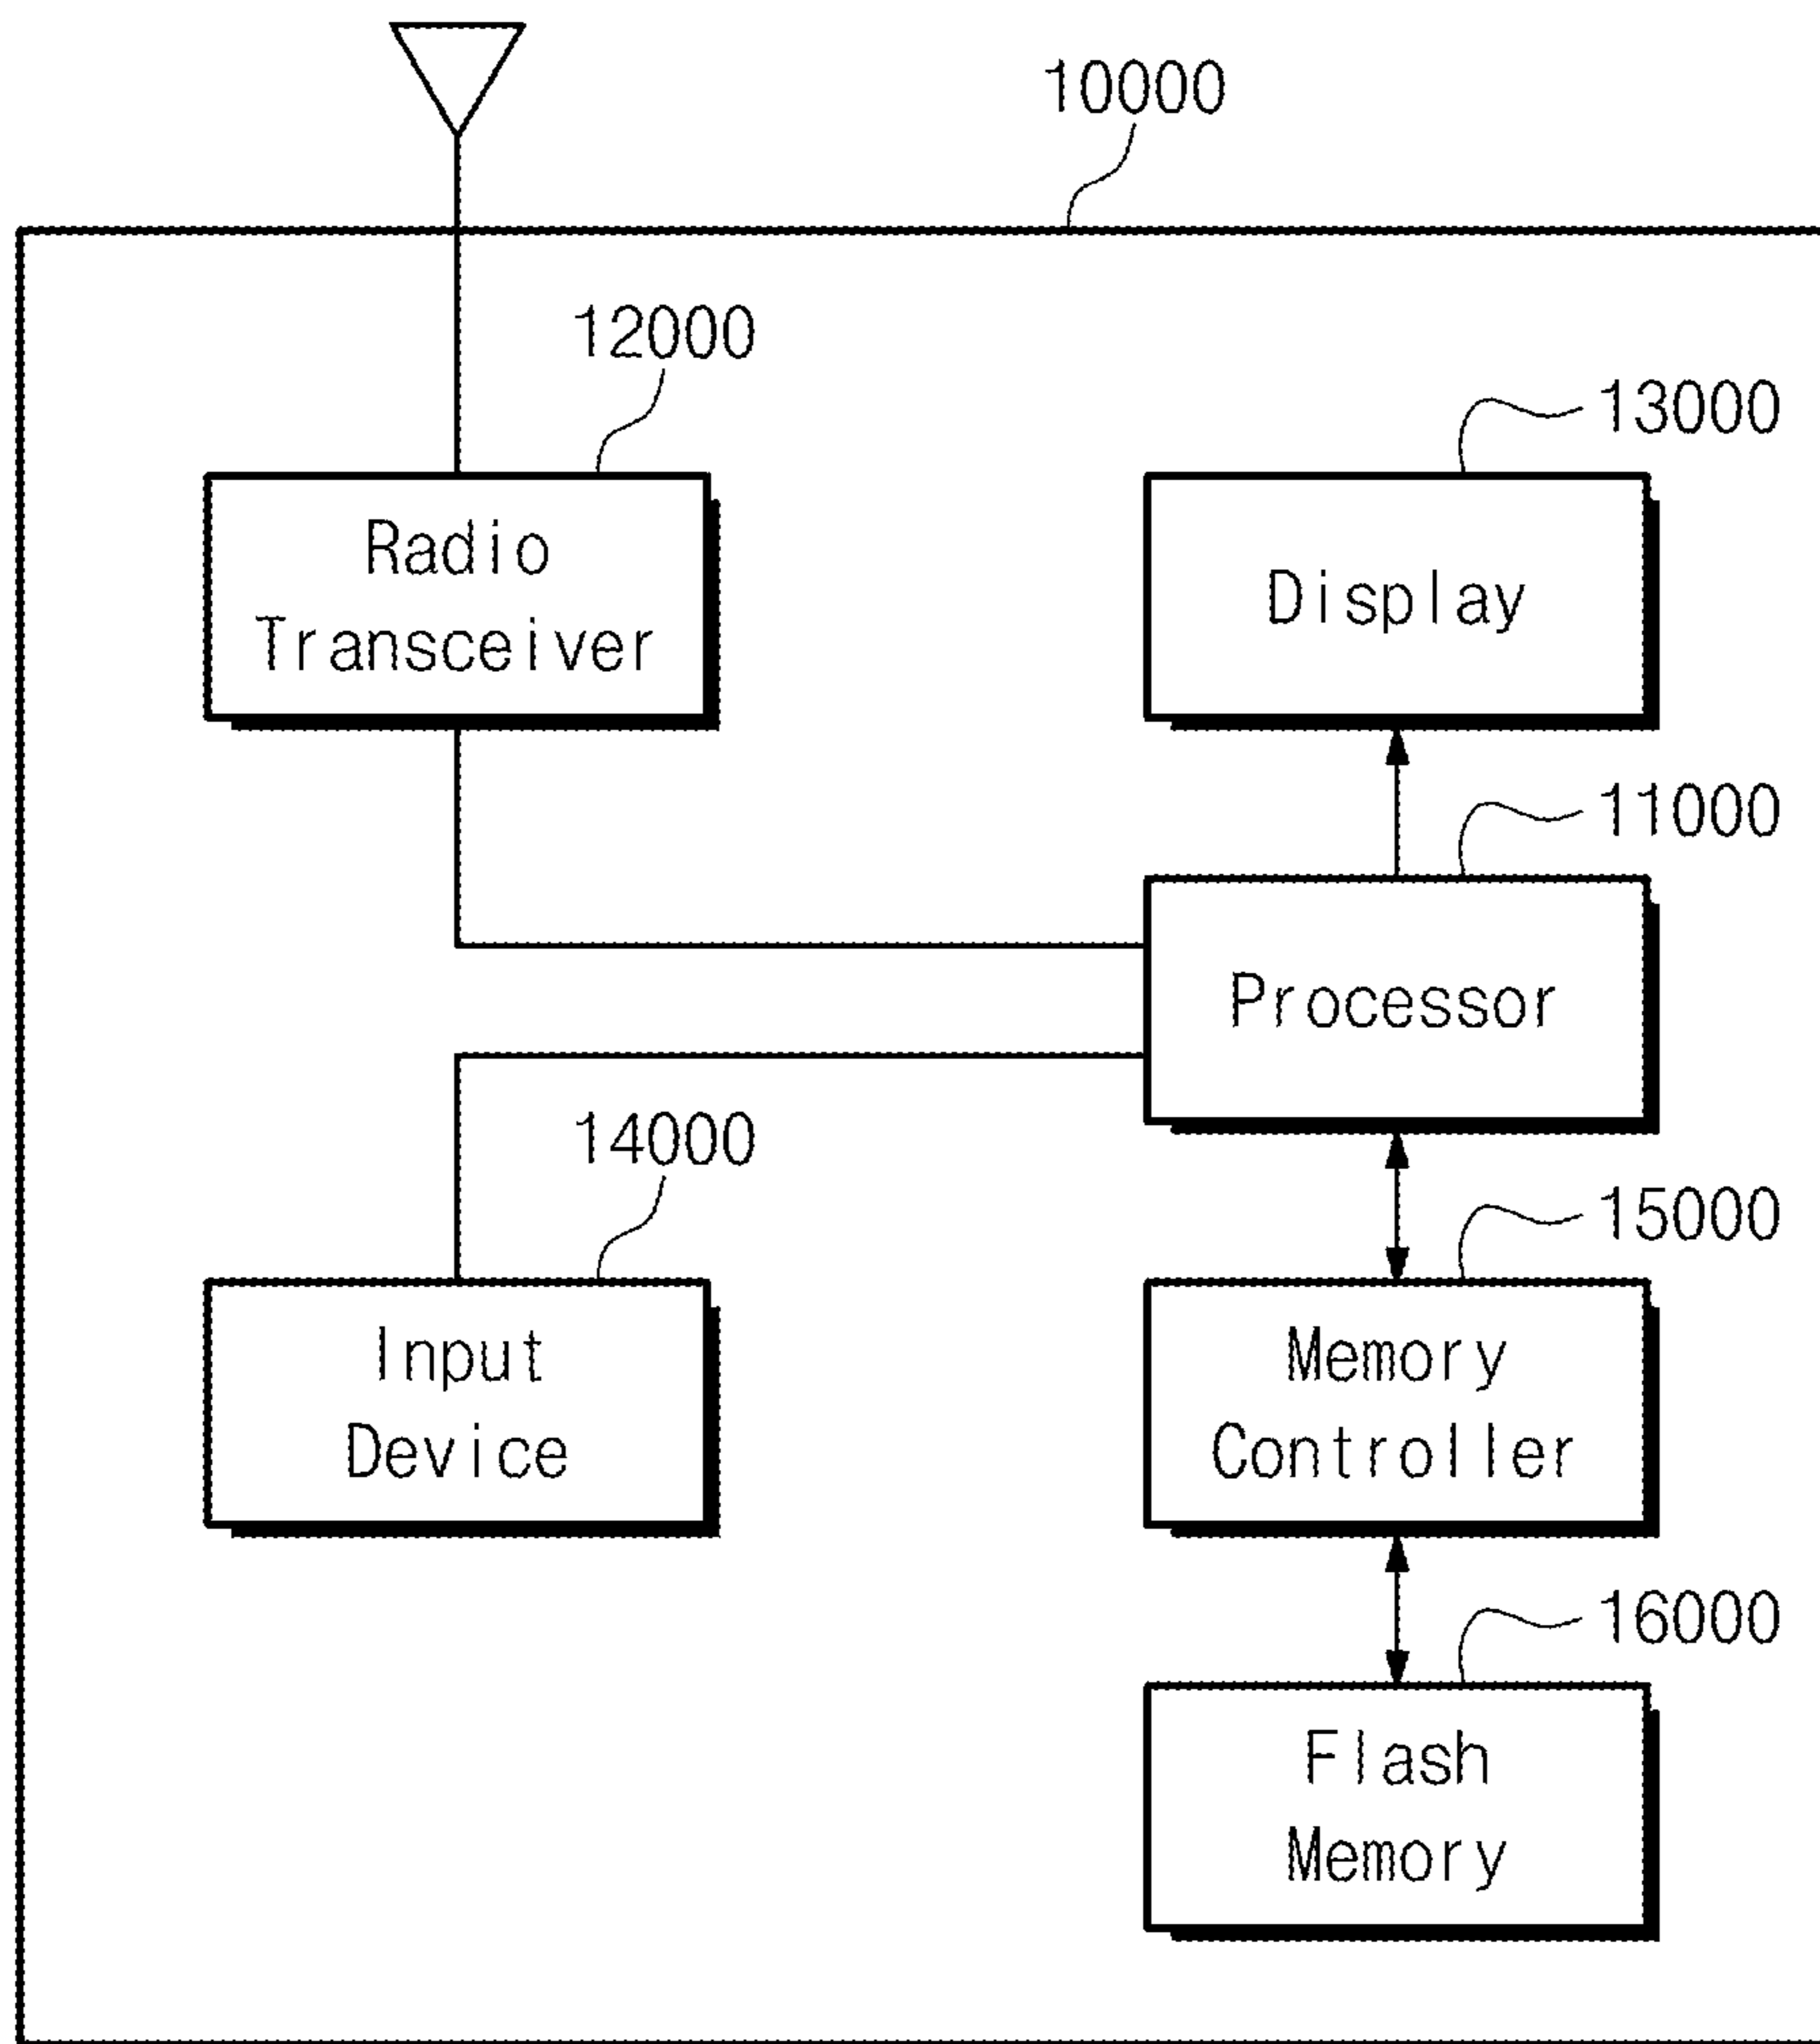 10000
12000
13000
Radio
Transceiver
Display
11000
Processor
14000
15000
Input
Device
Memory
Controller
16000
Flash
Memory